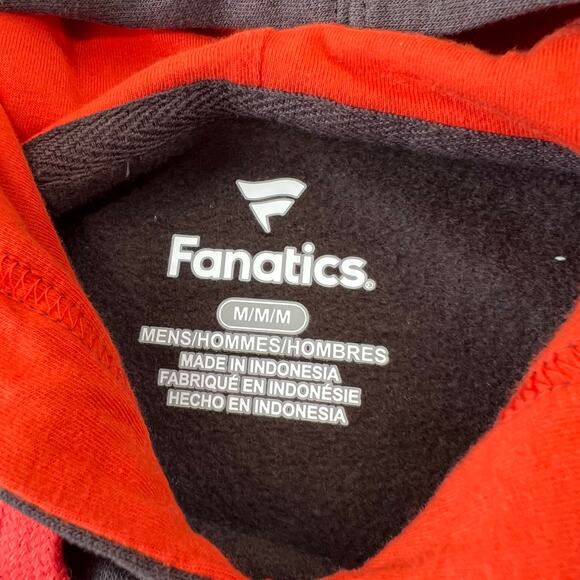 Fanatics®
M/M/M
MENS/HOMMES/HOMBRES
MADE IN INDONESIA
FABRIQUÉ EN INDONÉSIE
HECHO EN INDONESIA